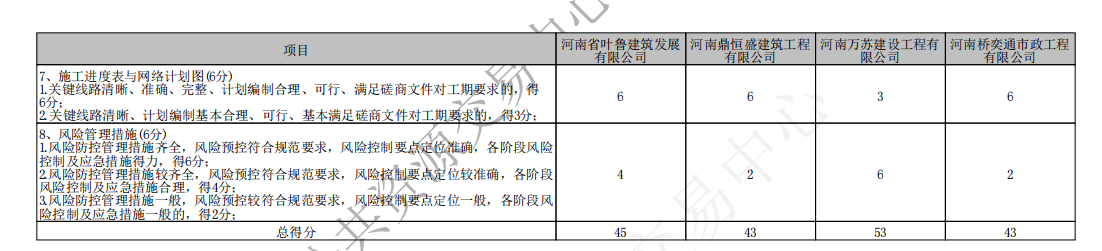 项目
河南省叶鲁建筑发展
有限公司
河南鼎恒盛建筑工程
有限公司
河南万苏建设工程有
限公司
河南桥奕通市政工程
有限公司
7、施工进度表与网络计划图(6分)
1.关键线路清晰、准确、完整、计划编制合理、可行、满足磋商文件对工期要求的，得
6分；
2.关键线路清晰、计划编制基本合理、可行、基本满足磋商文件对工期要求的，得3分；
6
6
3
6
8、风险管理措施(6分)
1.风险防控管理措施齐全，风险预控符合规范要求，风险控制要点定位准确，各阶段风险
控制及应急措施得力，得6分；
2.风险防控管理措施较齐全，风险预控符合规范要求，风险控制要点定位较准确，各阶段
风险控制及应急措施合理，得4分；
3.风险防控管理措施一般，风险预控较符合规范要求，风险控制要点定位一般，各阶段风
险控制及应急措施一般的，得2分；
4
2
6
2
总得分
45
43
53
43
共资源交易中心
易中心